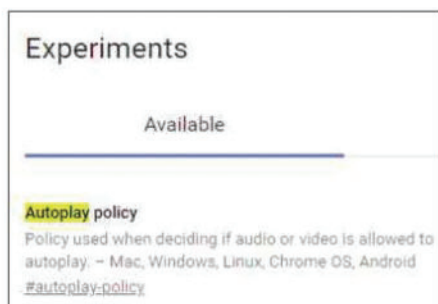 Experiments
Available
Autoplay policy
Policy used when deciding if audio or video is allowed to
autoplay. – Mac, Windows, Linux, Chrome OS, Android
#autoplay-policy